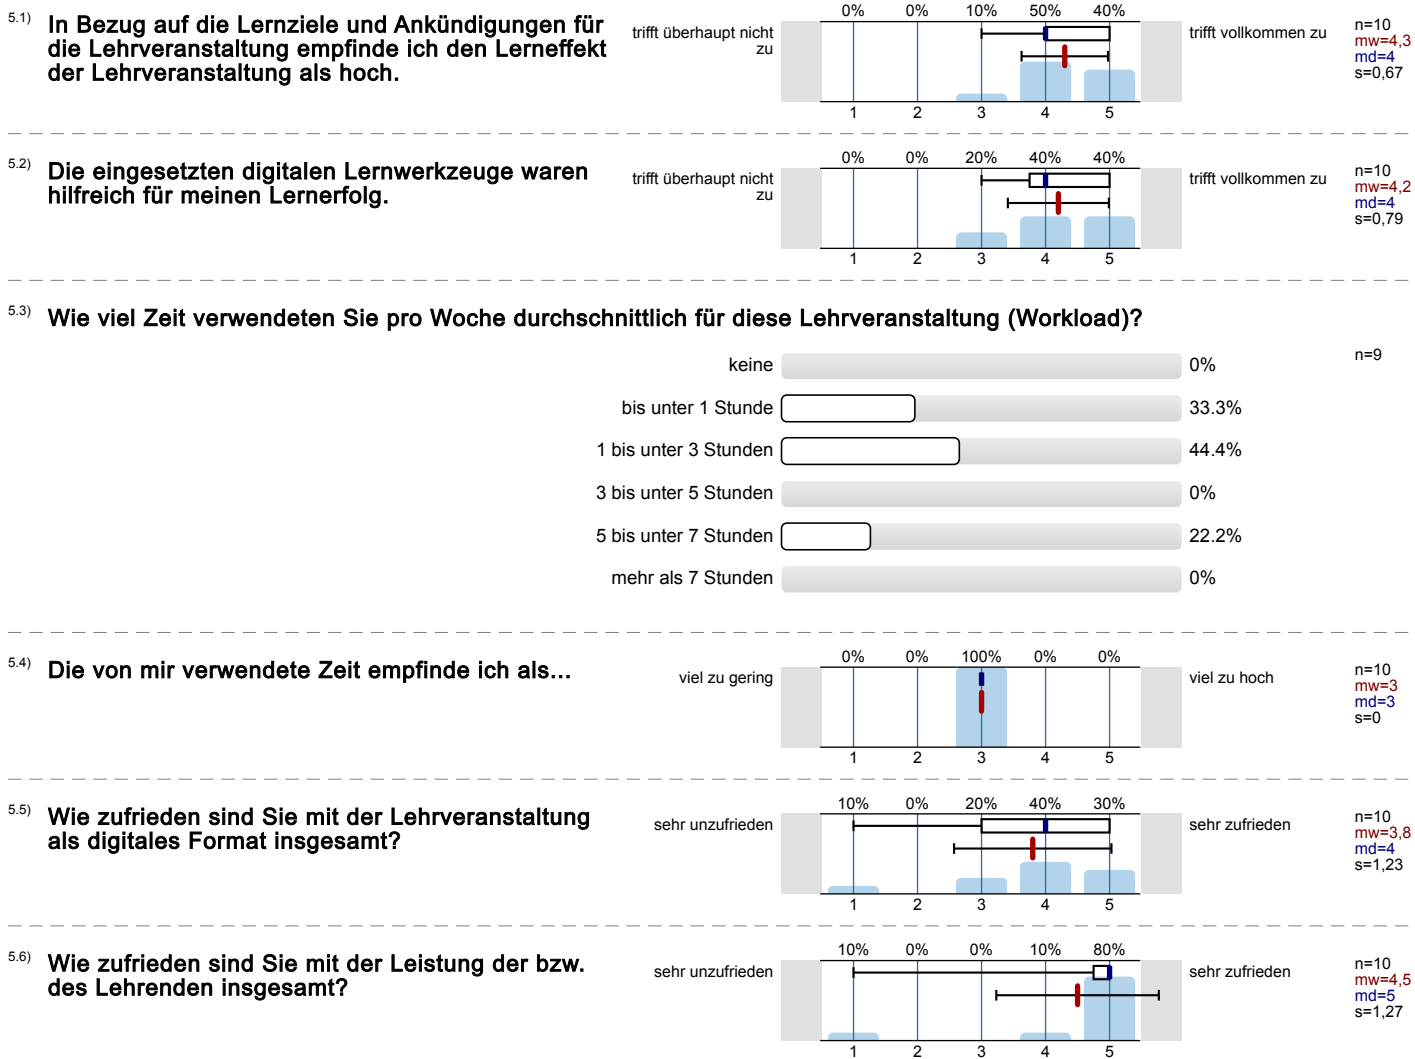 5.1) In Bezug auf die Lernziele und Ankündigungen für
die Lehrveranstaltung empfinde ich den Lerneffekt
der Lehrveranstaltung als hoch.
trifft überhaupt nicht
zu
0% 0% 10% 50% 40%
1 2 3 4 5
trifft vollkommen zu
n=10
mw=4,3
md=4
s=0,67
5.2) Die eingesetzten digitalen Lernwerkzeuge waren
hilfreich für meinen Lernerfolg.
trifft überhaupt nicht
zu
0% 0% 20% 40% 40%
1 2 3 4 5
trifft vollkommen zu
n=10
mw=4,2
md=4
s=0,79
5.3) Wie viel Zeit verwendeten Sie pro Woche durchschnittlich für diese Lehrveranstaltung (Workload)?
n=9
keine 0%
bis unter 1 Stunde 33.3%
1 bis unter 3 Stunden 44.4%
3 bis unter 5 Stunden 0%
5 bis unter 7 Stunden 22.2%
mehr als 7 Stunden 0%
5.4) Die von mir verwendete Zeit empfinde ich als...
viel zu gering
0% 0% 100% 0% 0%
1 2 3 4 5
viel zu hoch
n=10
mw=3
md=3
s=0
5.5) Wie zufrieden sind Sie mit der Lehrveranstaltung
als digitales Format insgesamt?
sehr unzufrieden
10% 0% 20% 40% 30%
1 2 3 4 5
sehr zufrieden
n=10
mw=3,8
md=4
s=1,23
5.6) Wie zufrieden sind Sie mit der Leistung der bzw.
des Lehrenden insgesamt?
sehr unzufrieden
10% 0% 0% 10% 80%
1 2 3 4 5
sehr zufrieden
n=10
mw=4,5
md=5
s=1,27